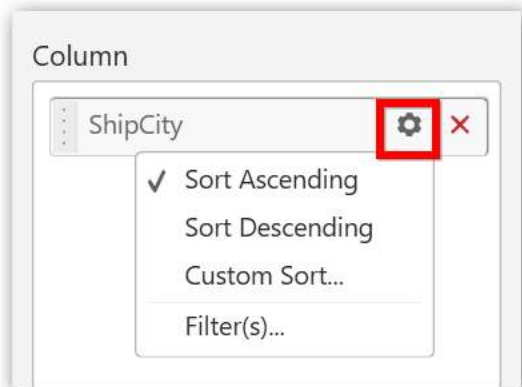 Column
ShipCity
Sort Ascending
Sort Descending
Custom Sort...
Filter(s)...